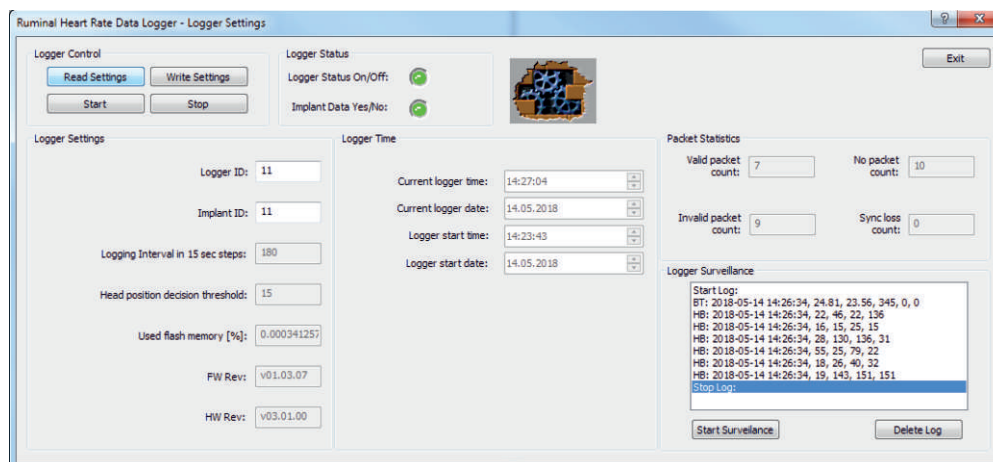 Ruminal Heart Rate Data Logger - Logger Settings
Logger Control
Read Settings Write Settings
Start Stop
Logger Status
Logger Status On/Off:
Implant Data Yes/No:
Exit
Logger Settings
Logger ID: 11
Implant ID: 11
Logging Interval in 15 sec steps: 180
Head position decision threshold: 15
Used flash memory [%]: 0.000341257
FW Rev: v01.03.07
HW Rev: v03.01.00
Logger Time
Current logger time: 14:27:04
Current logger date: 14.05.2018
Logger start time: 14:23:43
Logger start date: 14.05.2018
Packet Statistics
Valid packet count: 7
No packet count: 10
Invalid packet count: 9
Sync loss count: 0
Logger Surveillance
Start Log:
BT: 2018-05-14 14:26:34, 24.81, 23.56, 345, 0, 0
HB: 2018-05-14 14:26:34, 22, 46, 22, 136
HB: 2018-05-14 14:26:34, 16, 15, 25, 15
HB: 2018-05-14 14:26:34, 28, 130, 136, 31
HB: 2018-05-14 14:26:34, 55, 25, 79, 22
HB: 2018-05-14 14:26:34, 18, 26, 40, 32
HB: 2018-05-14 14:26:34, 19, 143, 151, 151
Stop Log:
Start Surveilance Delete Log